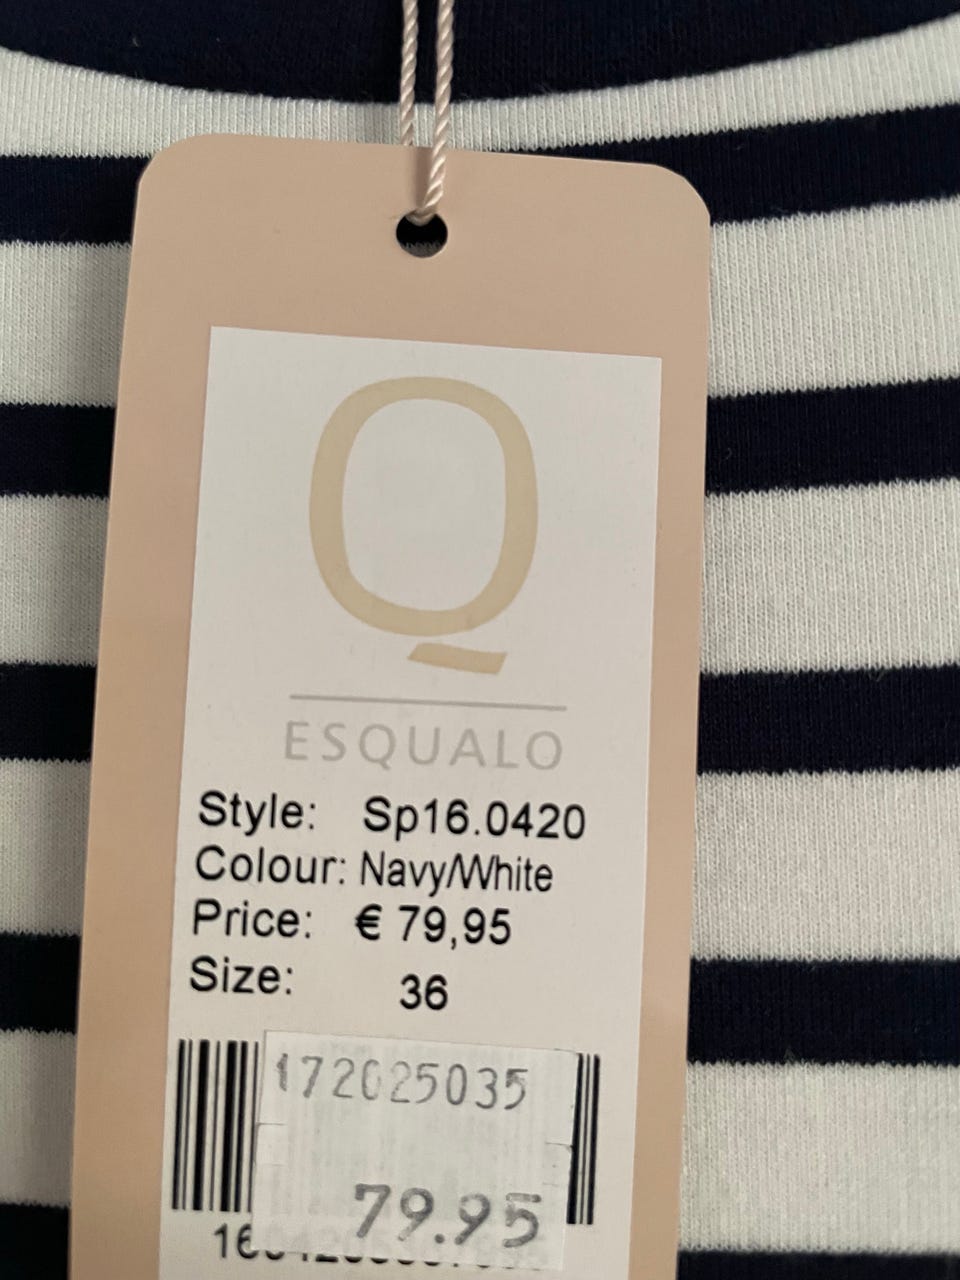 Q
ESQUALO
Style: Sp16.0420
Colour: Navy/White
Price: € 79,95
Size: 36
172025035
79.95